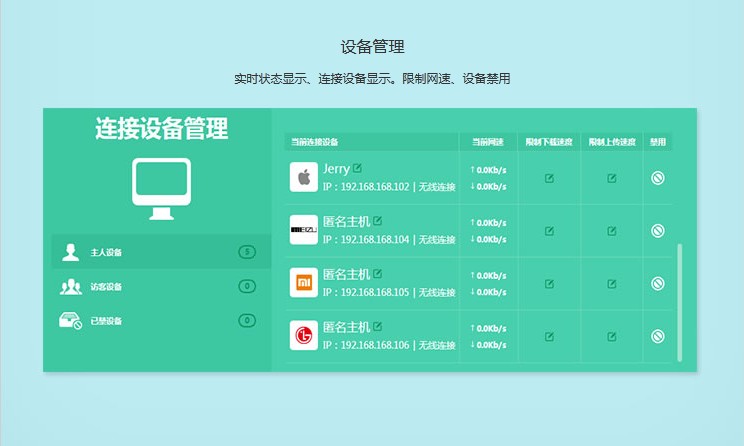 设备管理
实时状态显示、连接设备显示。限制网速、设备禁用
连接设备管理
主人设备 5
访客设备 0
已禁设备 0
当前连接设备 当前网速 限制下载速度 限制上传速度 禁用
Jerry ↑0.0Kb/s
IP：192.168.168.102 | 无线连接 ↓0.0Kb/s
MEIZU 匿名主机 ↑0.0Kb/s
IP：192.168.168.104 | 无线连接 ↓0.0Kb/s
匿名主机 ↑0.0Kb/s
IP：192.168.168.105 | 无线连接 ↓0.0Kb/s
匿名主机 ↑0.0Kb/s
IP：192.168.168.106 | 无线连接 ↓0.0Kb/s